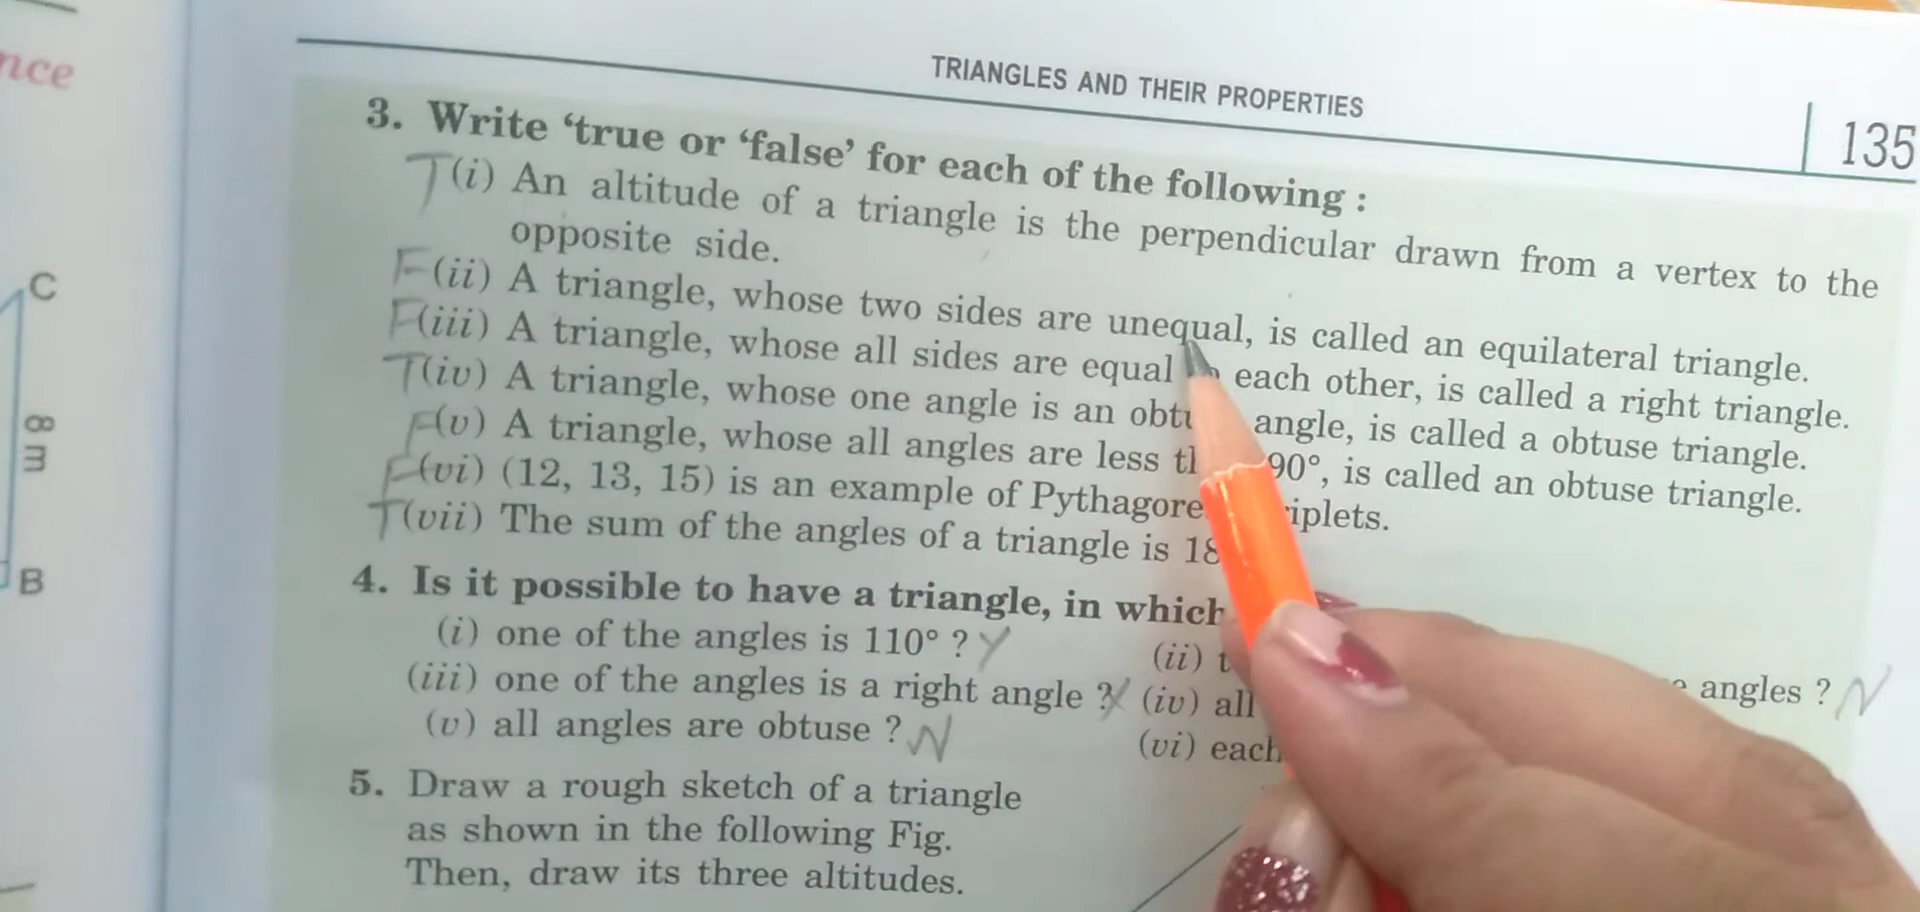 nce
TRIANGLES AND THEIR PROPERTIES
135
3. Write ‘true or ‘false’ for each of the following :
T (i) An altitude of a triangle is the perpendicular drawn from a vertex to the
opposite side.
F (ii) A triangle, whose two sides are unequal, is called an equilateral triangle.
F (iii) A triangle, whose all sides are equal each other, is called a right triangle.
T (iv) A triangle, whose one angle is an angle, is called a obtuse triangle.
F (v) A triangle, whose all angles are less 90°, is called an obtuse triangle.
F (vi) (12, 13, 15) is an example of
T (vii) The sum of the angles of a triangle is
4. Is it possible to have a triangle, in which
(i) one of the angles is 110° ? Y (ii) angles ? N
(iii) one of the angles is a right angle ? Y (iv) all
(v) all angles are obtuse ? N (vi) each
5. Draw a rough sketch of a triangle
as shown in the following Fig.
Then, draw its three altitudes.
C
8 m
B